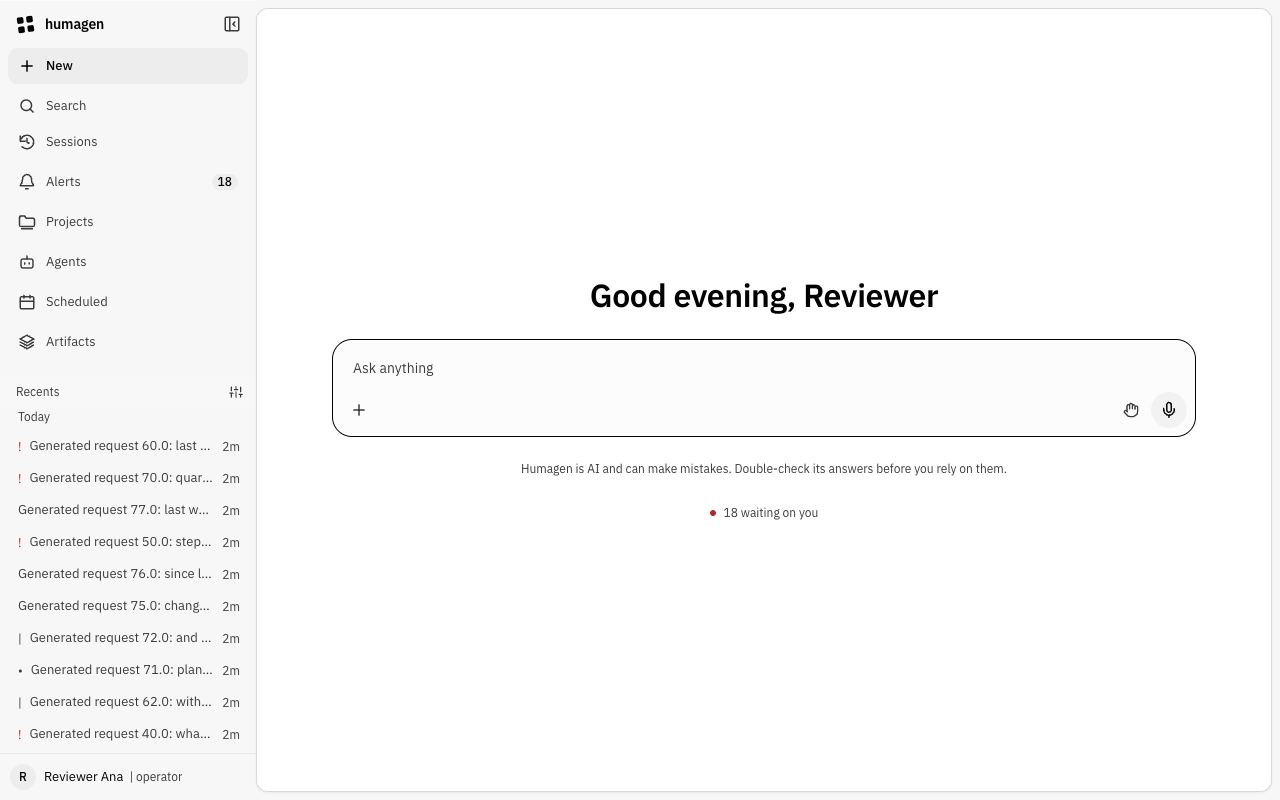 humagen
New
Search
Sessions
Alerts 18
Projects
Agents
Scheduled
Artifacts
Recents
Today
! Generated request 60.0: last ... 2m
! Generated request 70.0: quar... 2m
Generated request 77.0: last w... 2m
! Generated request 50.0: step... 2m
Generated request 76.0: since l... 2m
Generated request 75.0: chang... 2m
| Generated request 72.0: and ... 2m
• Generated request 71.0: plan... 2m
| Generated request 62.0: with... 2m
! Generated request 40.0: wha... 2m
R Reviewer Ana | operator
Good evening, Reviewer
Ask anything
Humagen is AI and can make mistakes. Double-check its answers before you rely on them.
18 waiting on you